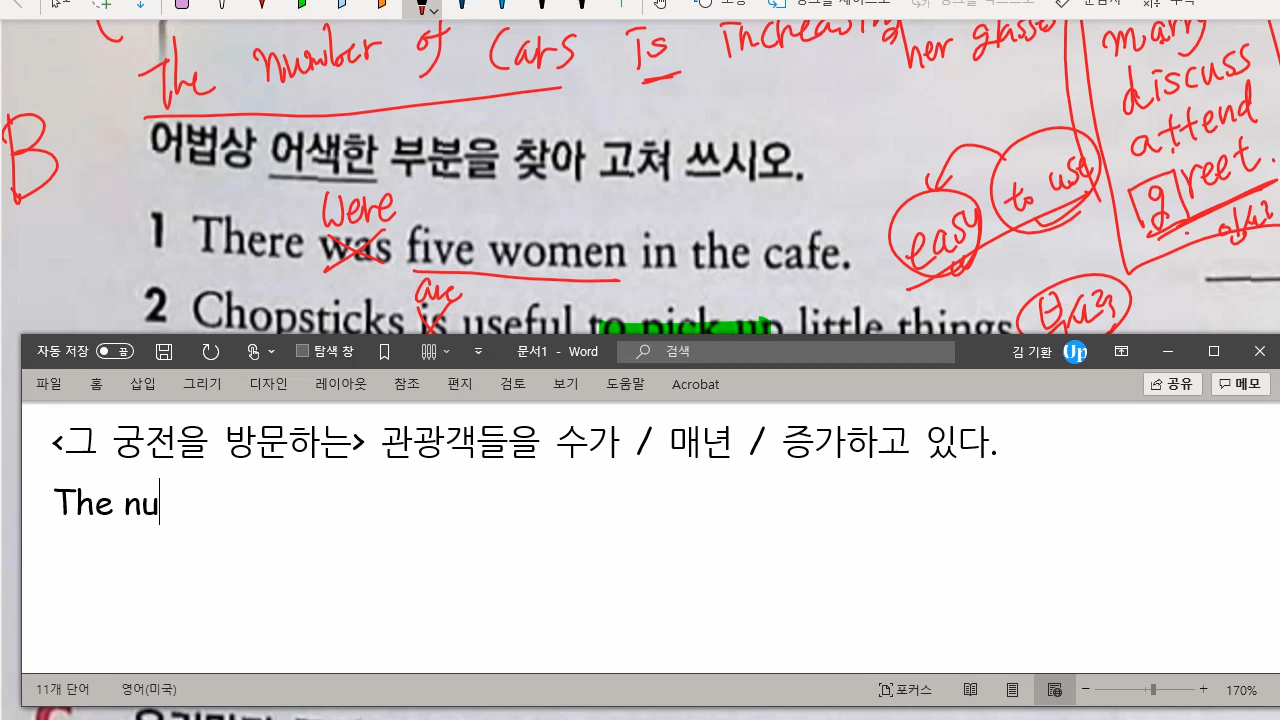 The number of Cars is increasing
her glasse
marry
discuss
attend
greet.
B
어법상 어색한 부분을 찾아 고쳐 쓰시오.
were
1 There was five women in the cafe.
easy
to use
are
2 Chopsticks is useful to pick up little things
자동 저장 끔 탐색 창 문서1 - Word 검색 김 기환 Up
파일 홈 삽입 그리기 디자인 레이아웃 참조 편지 검토 보기 도움말 Acrobat 공유 메모
<그 궁전을 방문하는> 관광객들을 수가 / 매년 / 증가하고 있다.
The nu
11개 단어 영어(미국) 포커스 170%